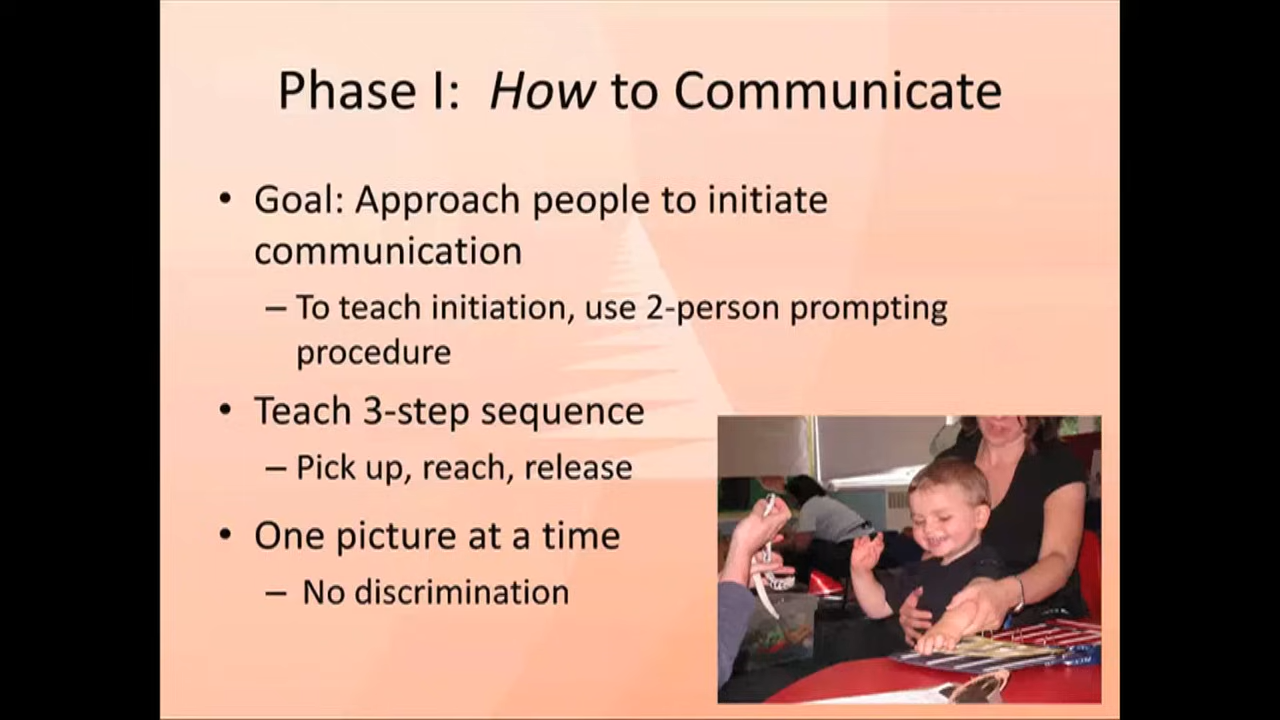 Phase I: How to Communicate
• Goal: Approach people to initiate
communication
– To teach initiation, use 2-person prompting
procedure
• Teach 3-step sequence
– Pick up, reach, release
• One picture at a time
– No discrimination